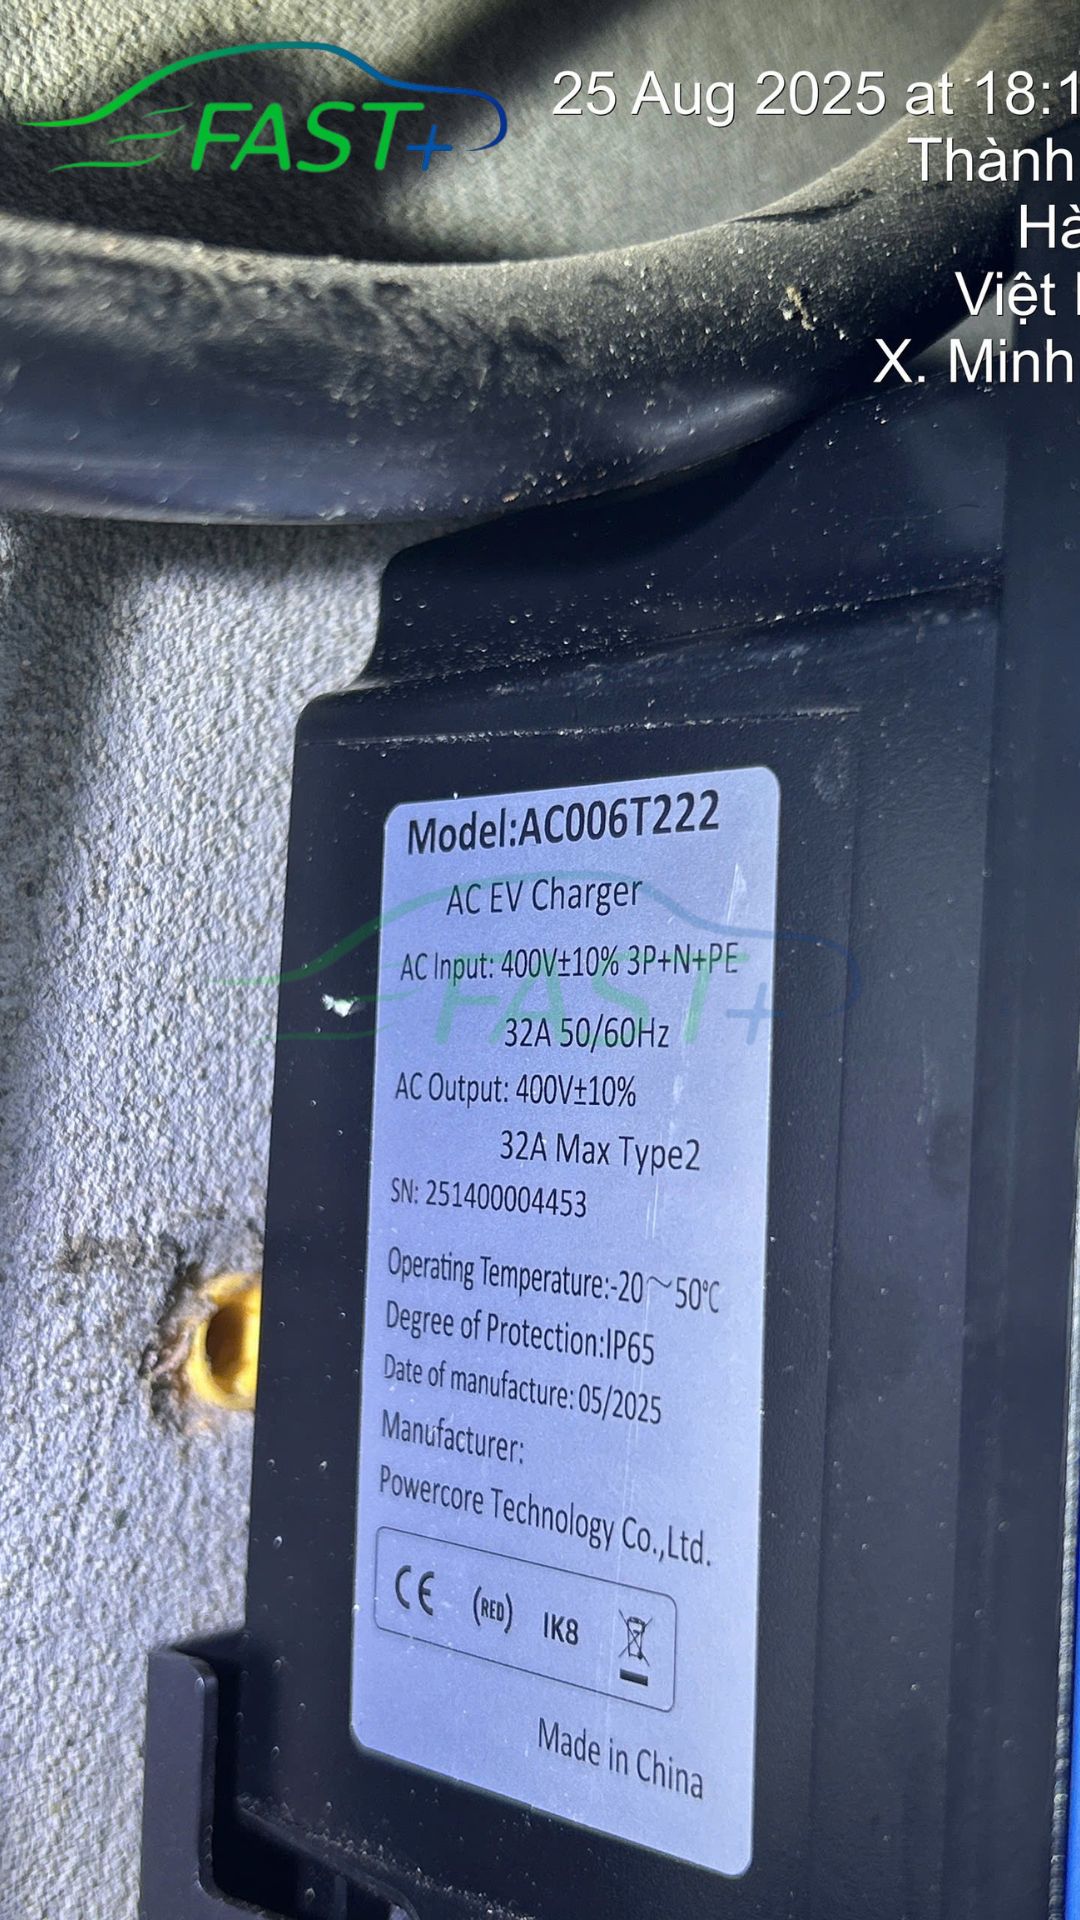 FAST+
25 Aug 2025 at 18:1
Thành
Hà
Việt
X. Minh
Model:AC006T222
AC EV Charger
AC Input: 400V±10% 3P+N+PE
32A 50/60Hz
AC Output: 400V±10%
32A Max Type2
SN: 251400004453
Operating Temperature:-20～50℃
Degree of Protection:IP65
Date of manufacture: 05/2025
Manufacturer:
Powercore Technology Co.,Ltd.
CE (RED) IK8
Made in China
FAST+